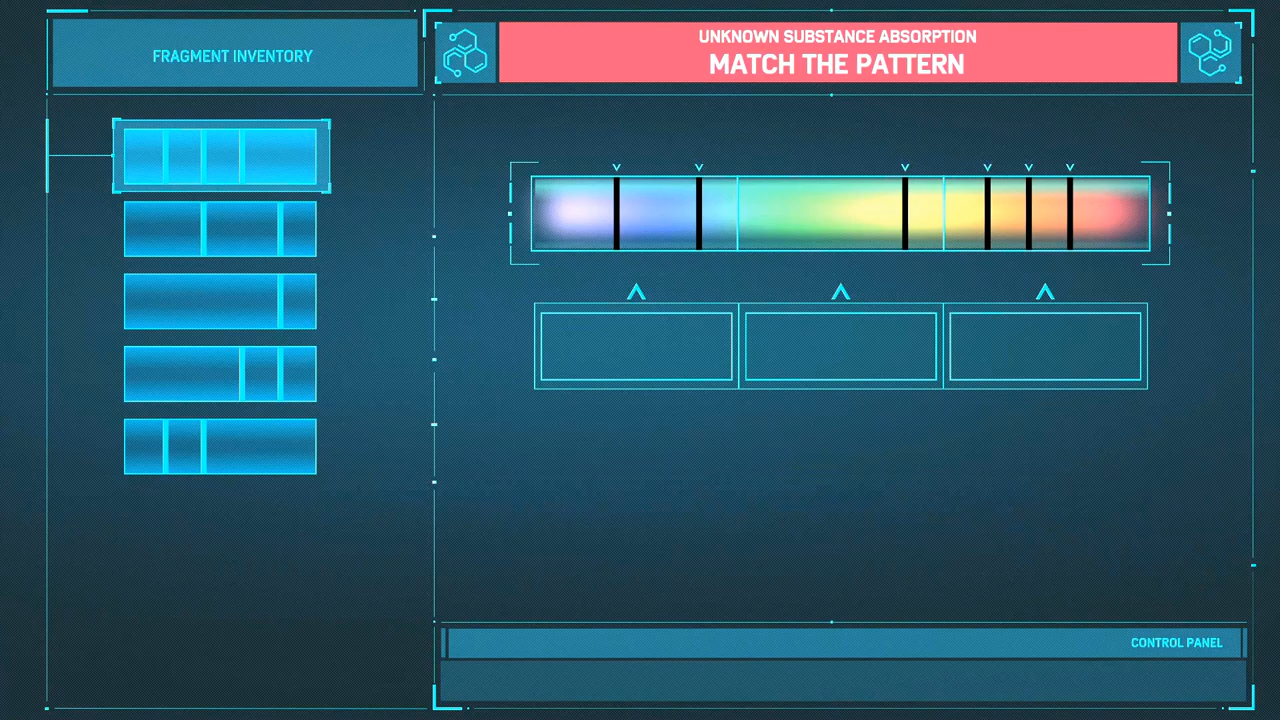 FRAGMENT INVENTORY
UNKNOWN SUBSTANCE ABSORPTION
MATCH THE PATTERN
CONTROL PANEL